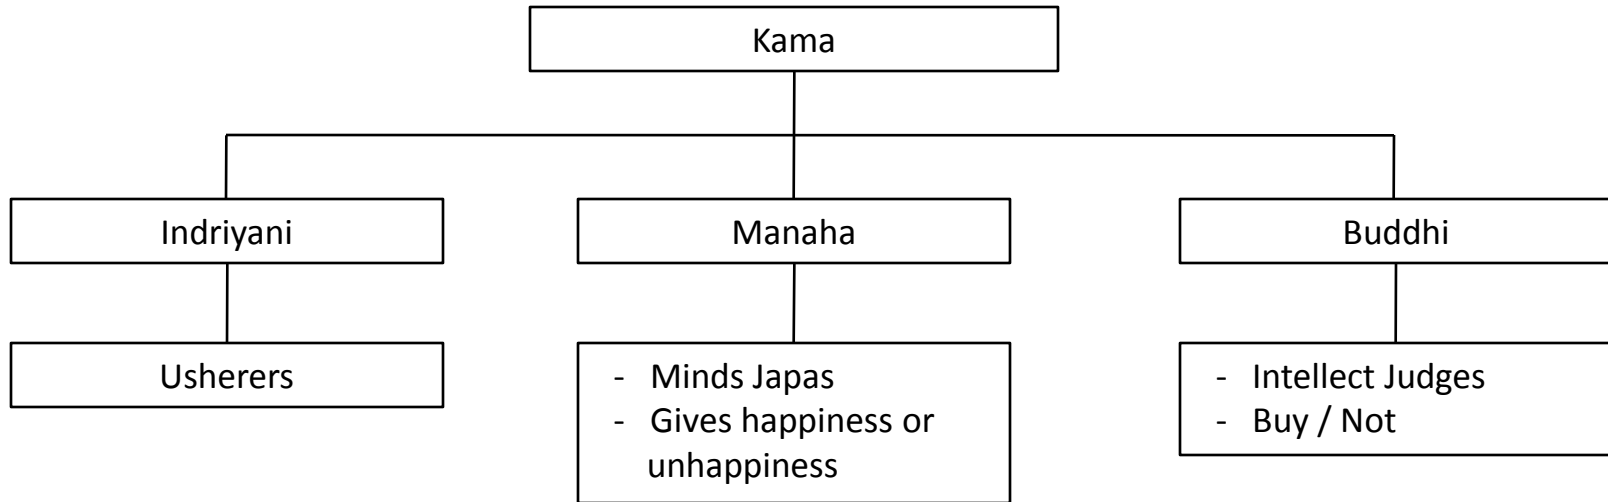 Kama
Indriyani
Manaha
Buddhi
Usherers
- Minds Japas
- Gives happiness or
unhappiness
- Intellect Judges
- Buy / Not